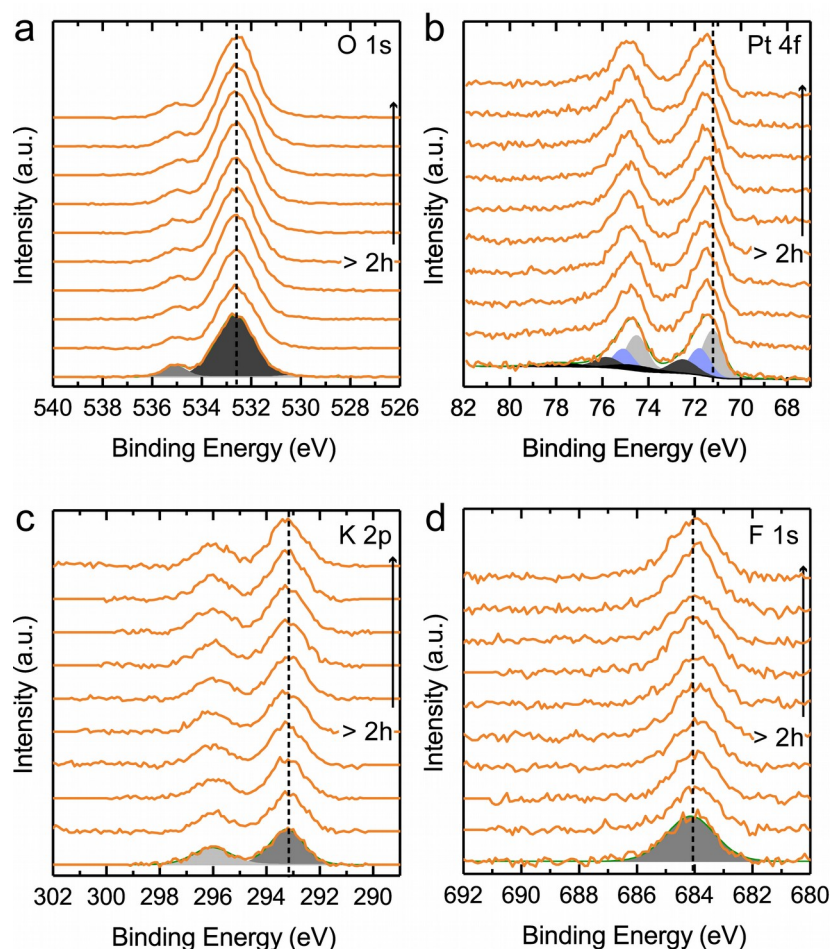 a
O 1s
Intensity (a.u.)
> 2h
540 538 536 534 532 530 528 526
Binding Energy (eV)
b
Pt 4f
Intensity (a.u.)
> 2h
82 80 78 76 74 72 70 68
Binding Energy (eV)
c
K 2p
Intensity (a.u.)
> 2h
302 300 298 296 294 292 290
Binding Energy (eV)
d
F 1s
Intensity (a.u.)
> 2h
692 690 688 686 684 682 680
Binding Energy (eV)